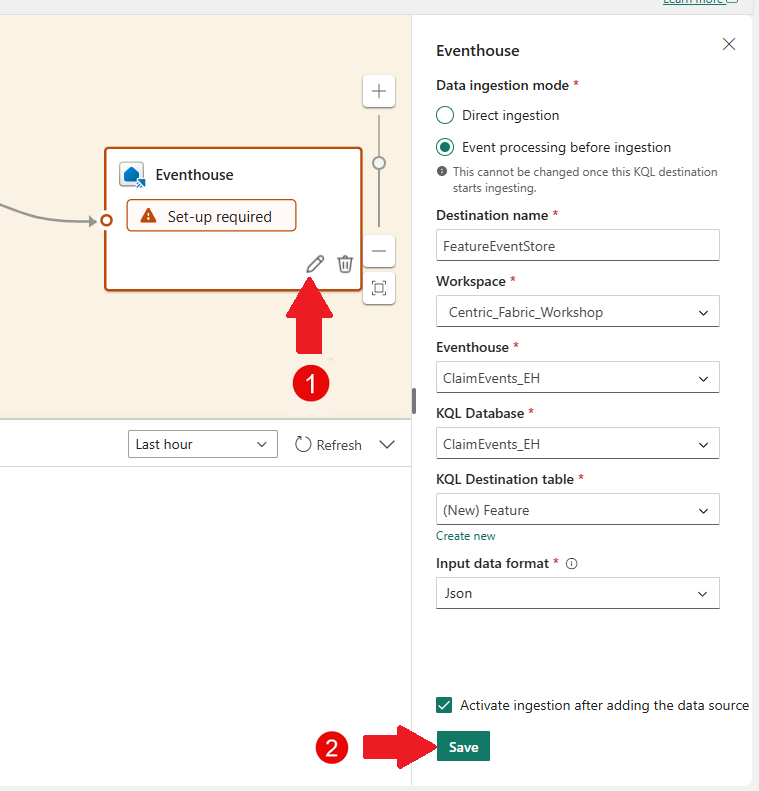 Learn more
Eventhouse
Set-up required
1
Last hour
Refresh
Eventhouse
Data ingestion mode *
Direct ingestion
Event processing before ingestion
This cannot be changed once this KQL destination
starts ingesting.
Destination name *
FeatureEventStore
Workspace *
Centric_Fabric_Workshop
Eventhouse *
ClaimEvents_EH
KQL Database *
ClaimEvents_EH
KQL Destination table *
(New) Feature
Create new
Input data format *
Json
Activate ingestion after adding the data source
2
Save